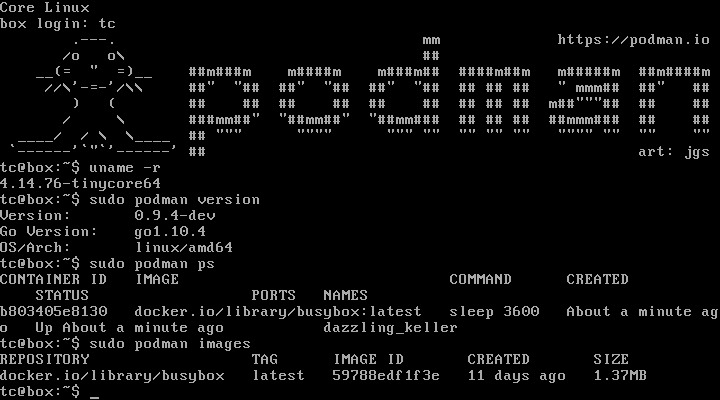 Core Linux
box login: tc
https://podman.io
podman
art: jgs
tc@box:~$ uname -r
4.14.76-tinycore64
tc@box:~$ sudo podman version
Version:       0.9.4-dev
Go Version:    go1.10.4
OS/Arch:       linux/amd64
tc@box:~$ sudo podman ps
CONTAINER ID   IMAGE                            COMMAND      CREATED
    STATUS                  PORTS   NAMES
b803405e8130   docker.io/library/busybox:latest   sleep 3600   About a minute ag
o   Up About a minute ago           dazzling_keller
tc@box:~$ sudo podman images
REPOSITORY                  TAG      IMAGE ID       CREATED       SIZE
docker.io/library/busybox   latest   59788edf1f3e   11 days ago   1.37MB
tc@box:~$ _